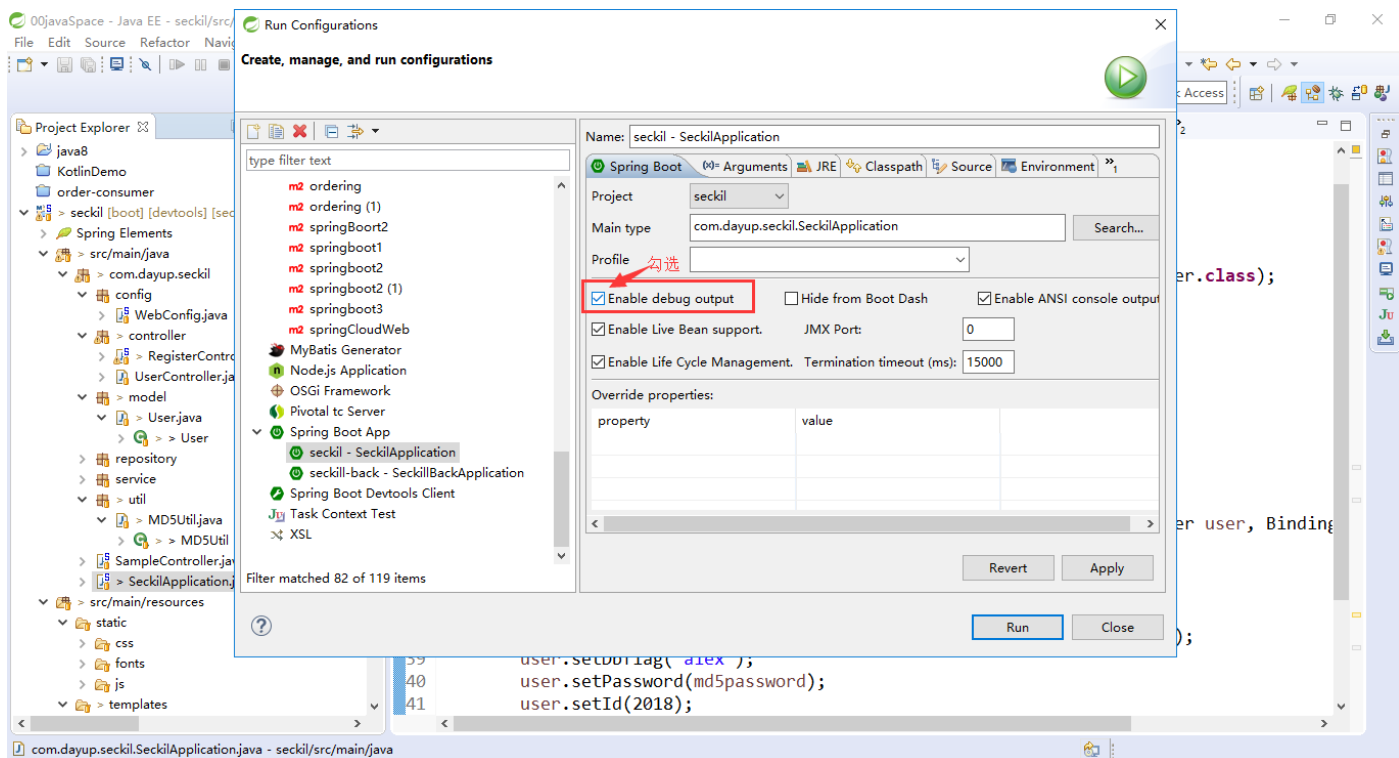 00javaSpace - Java EE - seckil/src/
File Edit Source Refactor Navig
Access
Project Explorer
java8
KotlinDemo
order-consumer
> seckil [boot] [devtools] [sec
Spring Elements
> src/main/java
> com.dayup.seckil
config
WebConfig.java
> controller
> RegisterContro
UserController.ja
> model
> User.java
> > User
repository
service
> util
> MD5Util.java
> > MD5Util
SampleController.jav
> SeckilApplication.j
> src/main/resources
static
css
fonts
js
> templates
Run Configurations
Create, manage, and run configurations
type filter text
m2 ordering
m2 ordering (1)
m2 springBoort2
m2 springboot1
m2 springboot2
m2 springboot2 (1)
m2 springboot3
m2 springCloudWeb
MyBatis Generator
Node.js Application
OSGi Framework
Pivotal tc Server
Spring Boot App
seckil - SeckilApplication
seckill-back - SeckillBackApplication
Spring Boot Devtools Client
Ju Task Context Test
XSL
Filter matched 82 of 119 items
Name: seckil - SeckilApplication
Spring Boot (x)= Arguments JRE Classpath Source Environment »1
Project seckil
Main type com.dayup.seckil.SeckilApplication Search...
Profile
勾选
Enable debug output Hide from Boot Dash Enable ANSI console output
Enable Live Bean support. JMX Port: 0
Enable Life Cycle Management. Termination timeout (ms): 15000
Override properties:
property value
Revert Apply
Run Close
er.class);
er user, Binding
);
39 user.setDbflag("alex");
40 user.setPassword(md5password);
41 user.setId(2018);
com.dayup.seckil.SeckilApplication.java - seckil/src/main/java